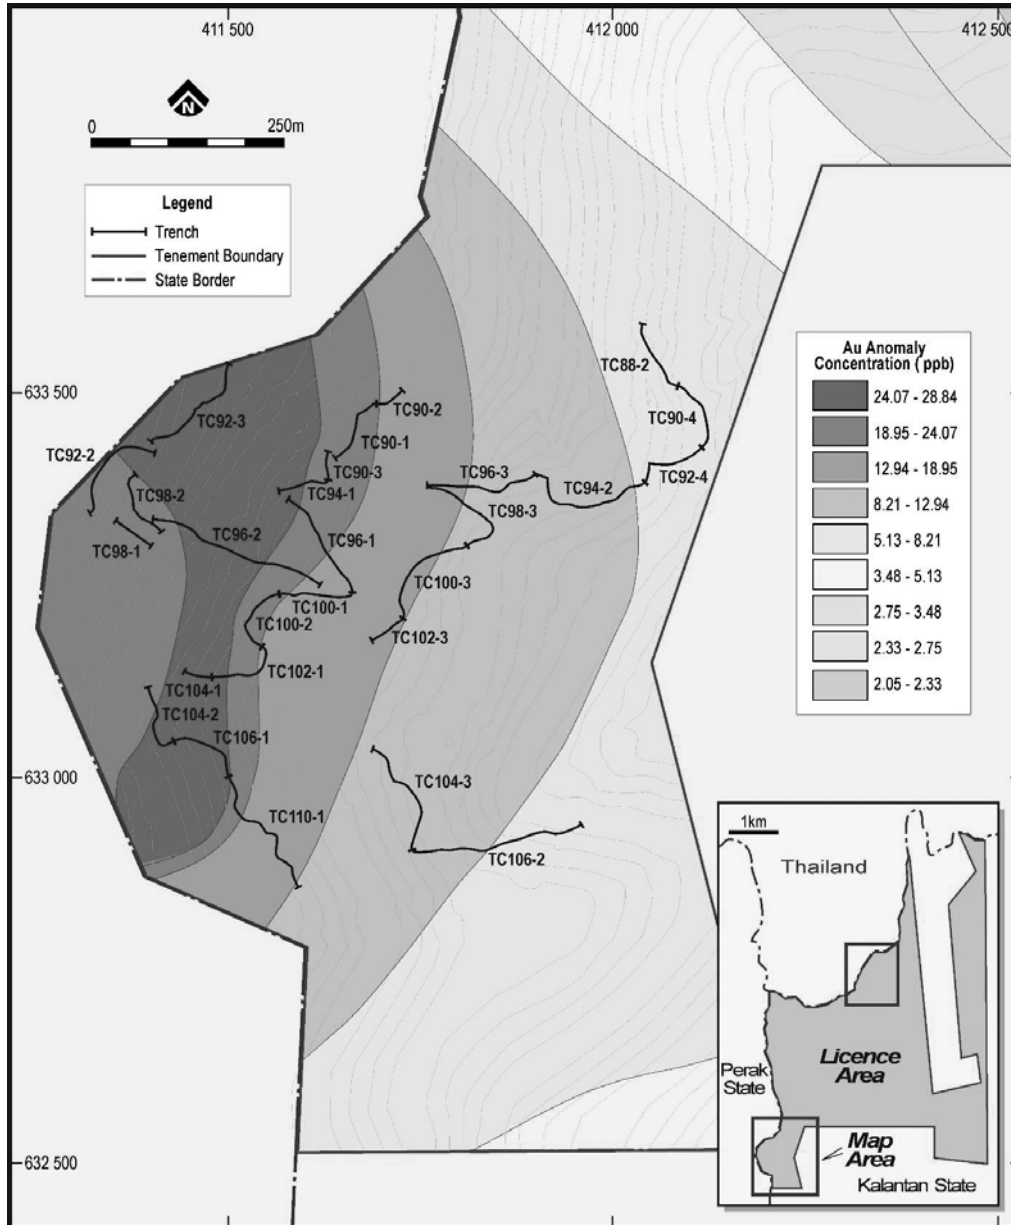 411 500
412 000
412 500
N
0
250m
Legend
Trench
Tenement Boundary
State Border
633 500
633 000
632 500
TC88-2
TC90-4
TC92-4
TC94-2
TC96-3
TC98-3
TC100-3
TC102-3
TC90-2
TC90-1
TC90-3
TC94-1
TC92-3
TC92-2
TC98-2
TC98-1
TC96-2
TC96-1
TC100-1
TC100-2
TC102-1
TC104-1
TC104-2
TC106-1
TC110-1
TC104-3
TC106-2
Au Anomaly
Concentration ( ppb)
24.07 - 28.84
18.95 - 24.07
12.94 - 18.95
8.21 - 12.94
5.13 - 8.21
3.48 - 5.13
2.75 - 3.48
2.33 - 2.75
2.05 - 2.33
1km
Thailand
Licence
Area
Perak
State
Map
Area
Kalantan State